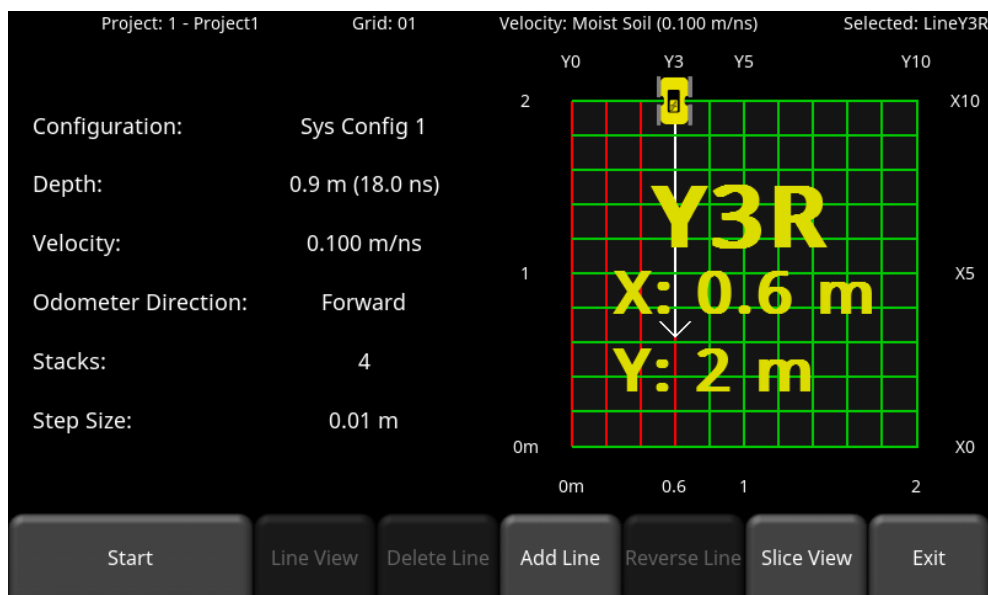 Project: 1 - Project1 Grid: 01 Velocity: Moist Soil (0.100 m/ns) Selected: LineY3R
Y0 Y3 Y5 Y10
2 X10
Configuration: Sys Config 1
Depth: 0.9 m (18.0 ns)
Y3R
Velocity: 0.100 m/ns
1 X5
X: 0.6 m
Odometer Direction: Forward
Stacks: 4
Y: 2 m
Step Size: 0.01 m
0m X0
0m 0.6 1 2
Start Line View Delete Line Add Line Reverse Line Slice View Exit